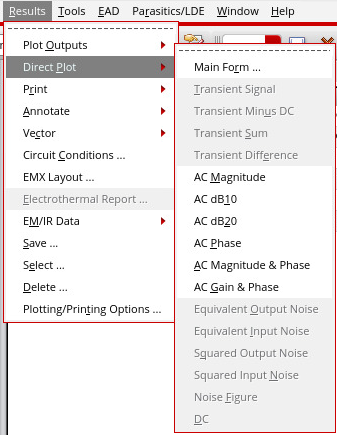 Results Tools EAD Parasitics/LDE Window Help
Plot Outputs
Direct Plot
Print
Annotate
Vector
Circuit Conditions ...
EMX Layout ...
Electrothermal Report ...
EM/IR Data
Save ...
Select ...
Delete ...
Plotting/Printing Options ...
Main Form ...
Transient Signal
Transient Minus DC
Transient Sum
Transient Difference
AC Magnitude
AC dB10
AC dB20
AC Phase
AC Magnitude & Phase
AC Gain & Phase
Equivalent Output Noise
Equivalent Input Noise
Squared Output Noise
Squared Input Noise
Noise Figure
DC